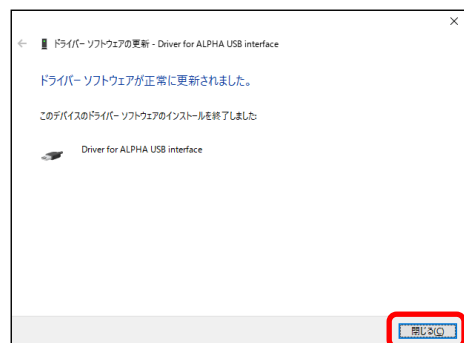 ドライバー ソフトウェアの更新 - Driver for ALPHA USB interface
ドライバー ソフトウェアが正常に更新されました。
このデバイスのドライバー ソフトウェアのインストールを終了しました:
Driver for ALPHA USB interface
閉じる(C)